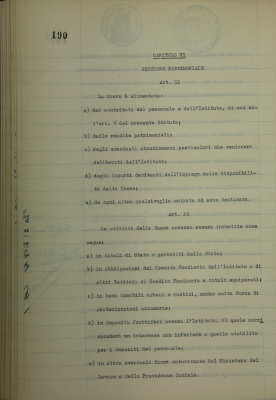 190
CAPITOLO VI
GESTIONE PATRIMONIALE
Art. 23
La Cassa è alimentata:
a) dai contributi del personale e dell'Istituto, di cui al-
l'art. 9 del presente Statuto;
b) dalle rendite patrimoniali;
c) dagli eventuali stanziamenti particolari che venissero
deliberati dall'Istituto;
d) dagli importi derivanti dall'impiego delle disponibili-
tà della Cassa;
e) da ogni altra qualsivoglia entrata ad essa destinata.
Art. 24
Le attività della Cassa possono essere investite come
segue:
a) in titoli di Stato o garantiti dallo Stato;
b) in obbligazioni del Credito Fondiario dell'Istituto e di
altri Istituti di Credito Fondiario e titoli equiparati;
c) in beni immobili urbani e rustici, anche sotto forma di
partecipazioni azionarie;
d) in depositi fruttiferi presso l'Istituto, il quale corri
sponderà un interesse non inferiore a quello stabilito
per i depositi del personale;
e) in altre eventuali forme autorizzate dal Ministero del
Lavoro e della Previdenza Sociale.